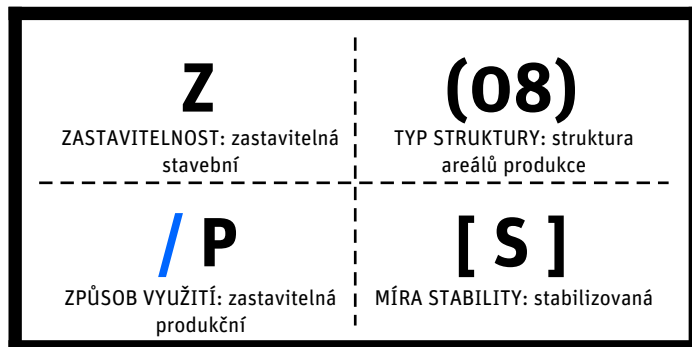 Z
ZASTAVITELNOST: zastavitelná
stavební
(08)
TYP STRUKTURY: struktura
areálů produkce
/ P
ZPŮSOB VYUŽITÍ: zastavitelná
produkční
[ S ]
MÍRA STABILITY: stabilizovaná